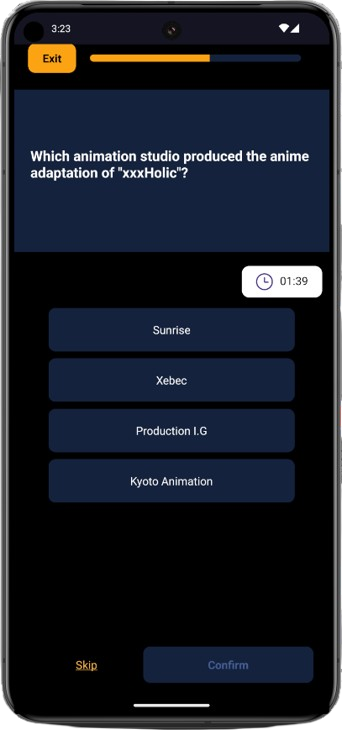 3:23
Exit
Which animation studio produced the anime
adaptation of "xxxHolic"?
01:39
Sunrise
Xebec
Production I.G
Kyoto Animation
Skip
Confirm